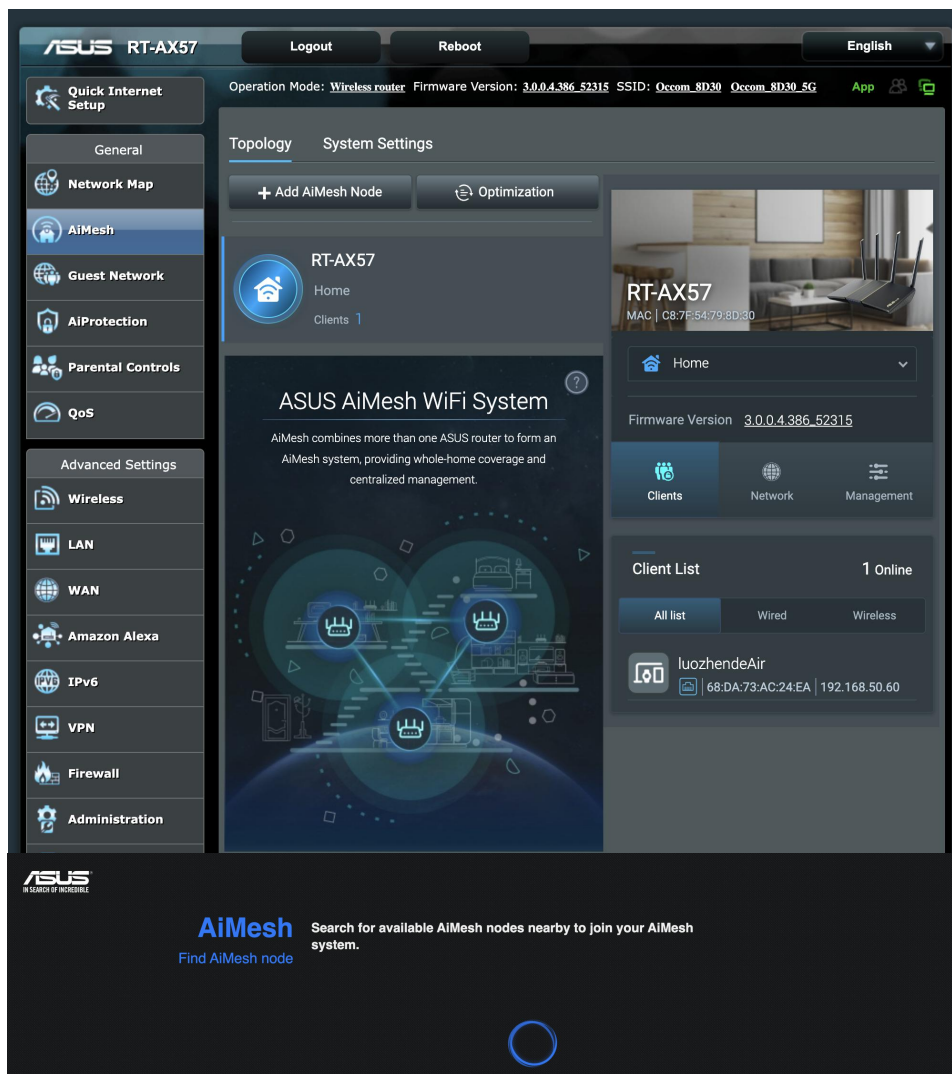 ASUS RT-AX57
Logout
Reboot
English
Quick Internet
Setup
Operation Mode: Wireless router Firmware Version: 3.0.0.4.386_52315 SSID: Occom_8D30 Occom_8D30_5G
App
General
Network Map
AiMesh
Guest Network
AiProtection
Parental Controls
QoS
Advanced Settings
Wireless
LAN
WAN
Amazon Alexa
IPv6
VPN
Firewall
Administration
Topology
System Settings
+ Add AiMesh Node
Optimization
RT-AX57
Home
Clients 1
ASUS AiMesh WiFi System
?
AiMesh combines more than one ASUS router to form an
AiMesh system, providing whole-home coverage and
centralized management.
RT-AX57
MAC | C8:7F:54:79:8D:30
Home
Firmware Version 3.0.0.4.386_52315
Clients
Network
Management
Client List
1 Online
All list
Wired
Wireless
luozhendeAir
68:DA:73:AC:24:EA | 192.168.50.60
ASUS
IN SEARCH OF INCREDIBLE
AiMesh
Find AiMesh node
Search for available AiMesh nodes nearby to join your AiMesh
system.